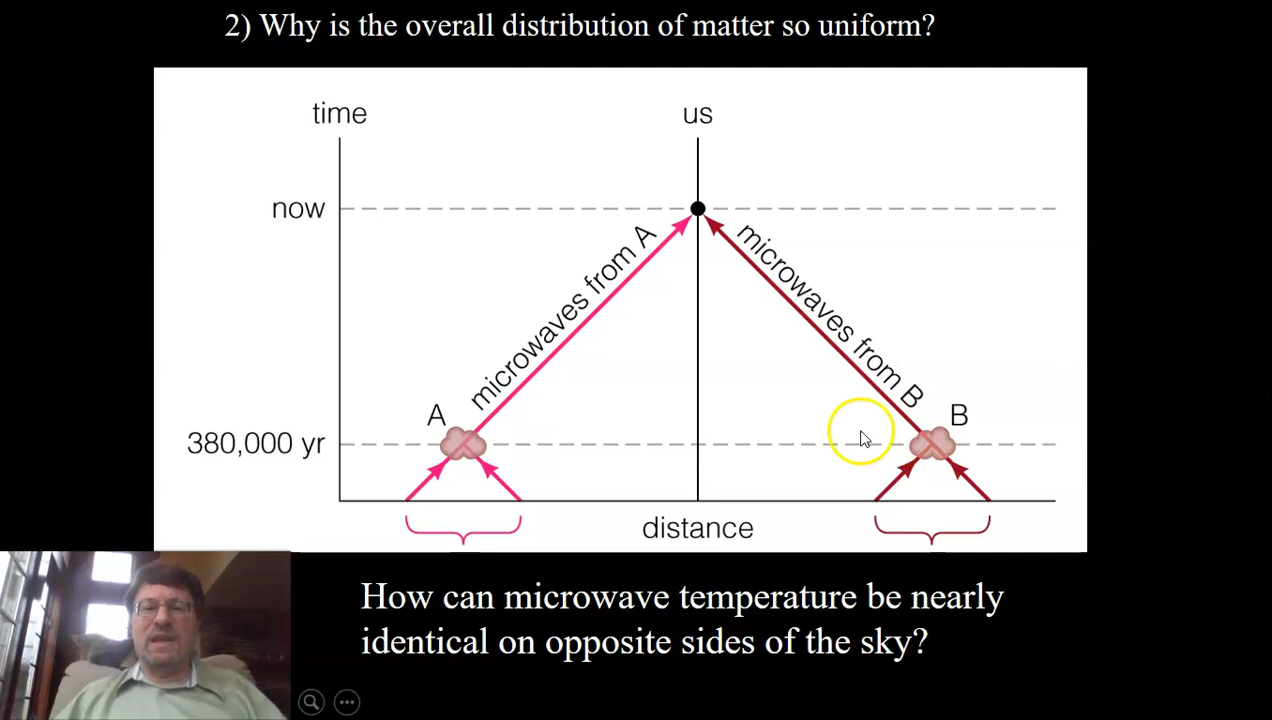 2) Why is the overall distribution of matter so uniform?
time
us
now
microwaves from A
microwaves from B
A
B
380,000 yr
distance
How can microwave temperature be nearly
identical on opposite sides of the sky?